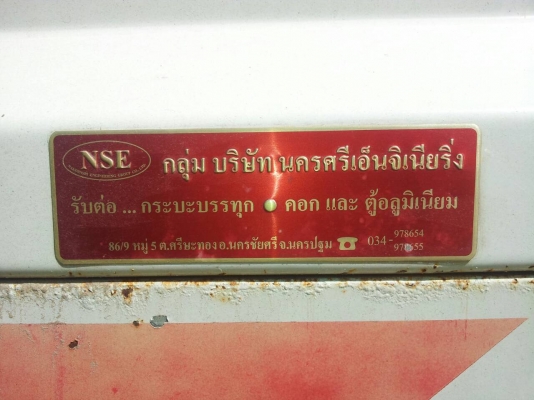 NSE
กลุ่ม บริษัท นครศรีเอ็นจิเนียริ่ง
รับต่อ ... กระบะบรรทุก • คอก และ ตู้อลูมิเนียม
86/9 หมู่ 5 ต.ศรีษะทอง อ.นครชัยศรี จ.นครปฐม ☎ 034-
978654